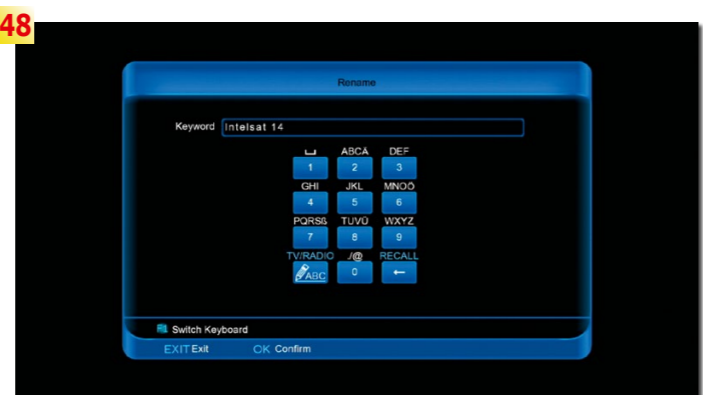 48
Rename
Keyword Intelsat 14
⌴ ABCÄ DEF
1 2 3
GHI JKL MNOÖ
4 5 6
PQRSß TUVÜ WXYZ
7 8 9
TV/RADIO ./@ RECALL
ABC 0 ←
Switch Keyboard
EXIT Exit OK Confirm